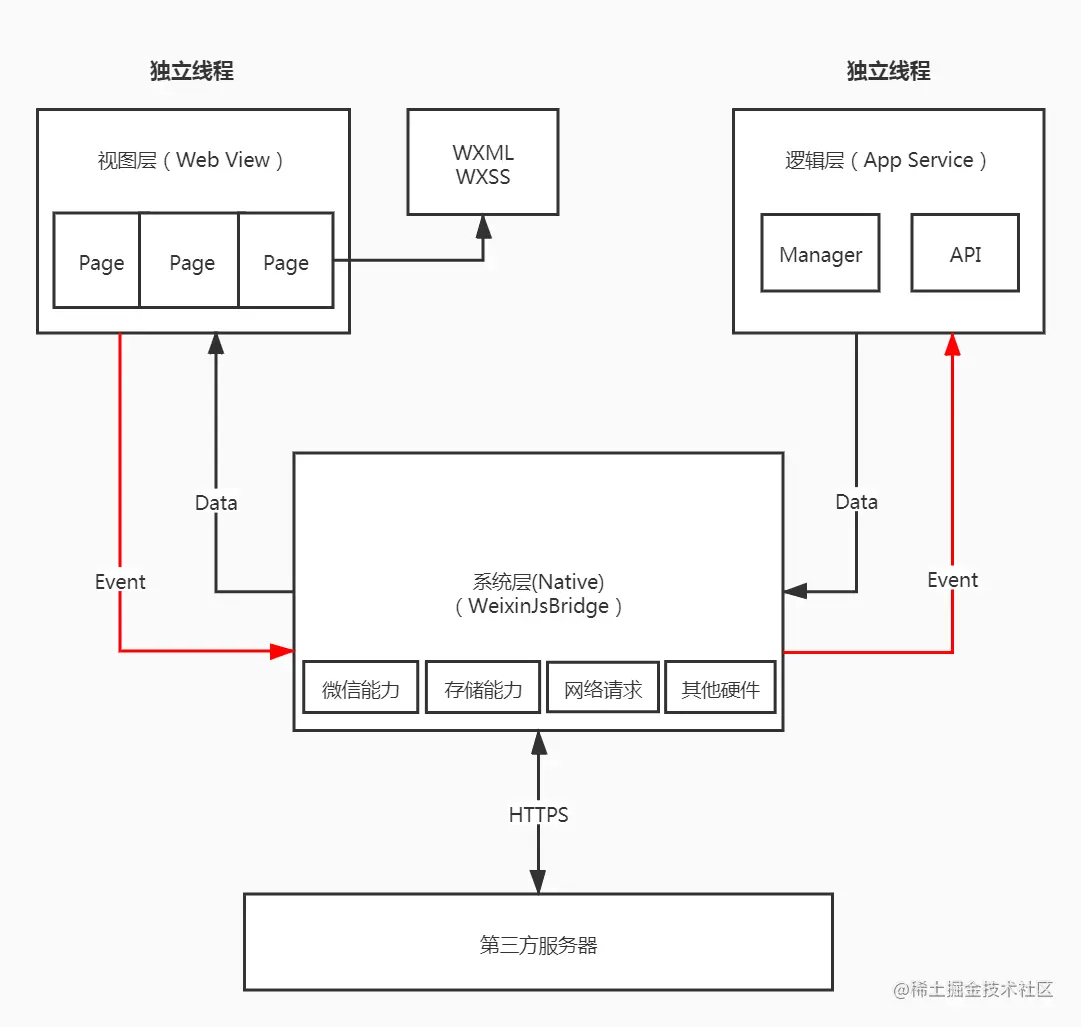 独立线程
独立线程
视图层（Web View）
WXML
WXSS
逻辑层（App Service）
Page
Page
Page
Manager
API
Data
Data
Event
Event
系统层(Native)
（WeixinJsBridge）
微信能力
存储能力
网络请求
其他硬件
HTTPS
第三方服务器
@稀土掘金技术社区